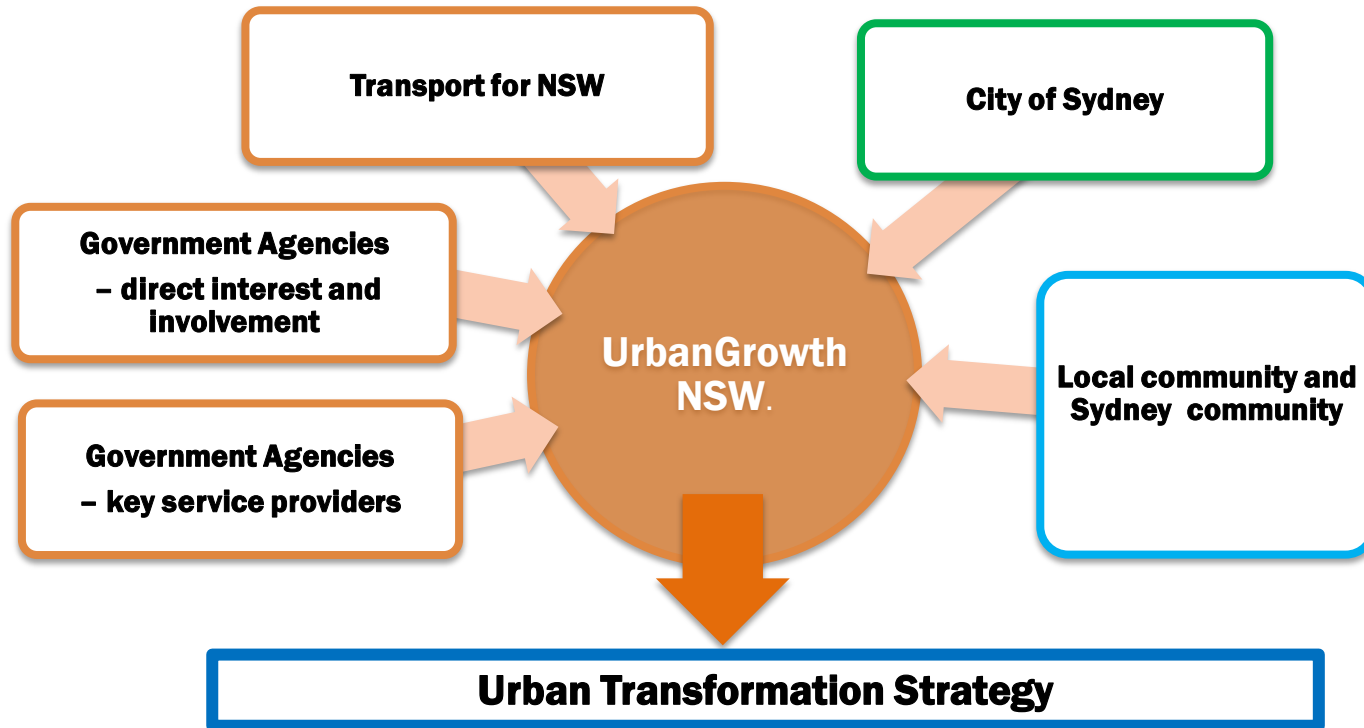 Transport for NSW
City of Sydney
Government Agencies
– direct interest and
involvement
UrbanGrowth
NSW.
Local community and
Sydney community
Government Agencies
– key service providers
Urban Transformation Strategy